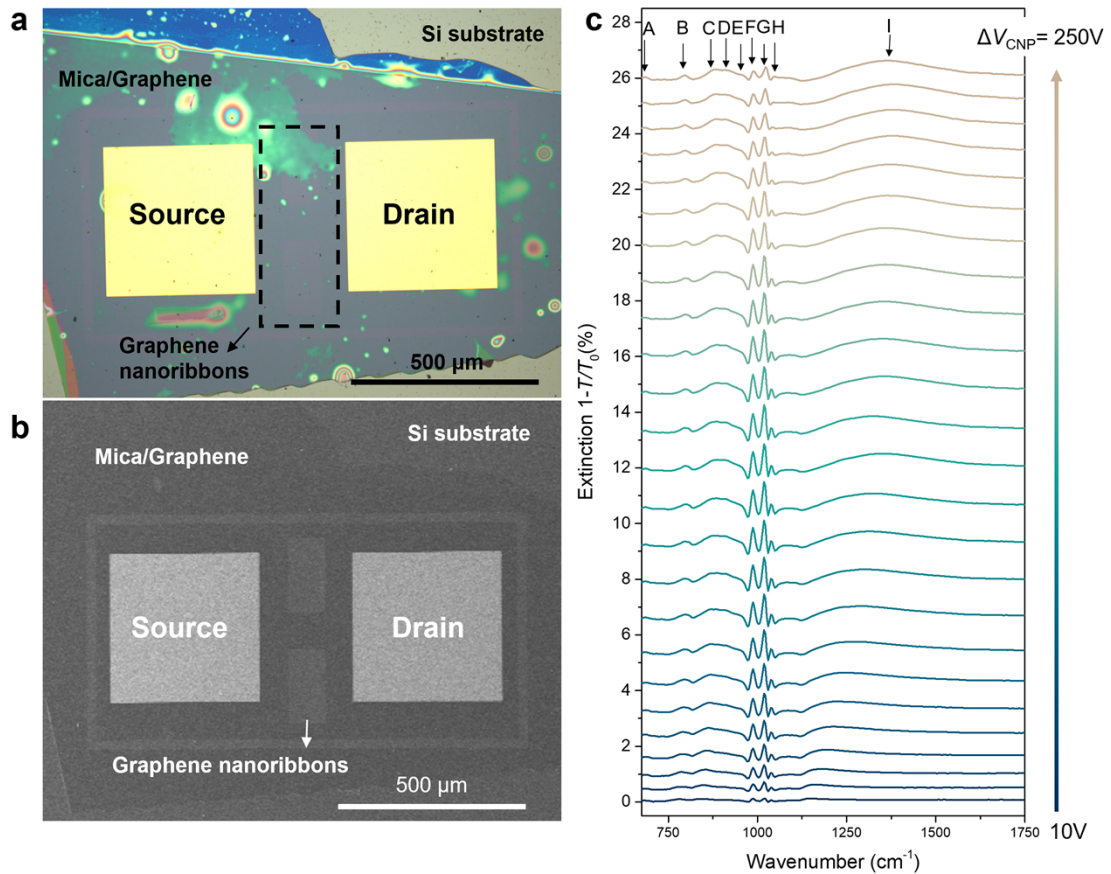 a
Si substrate
Mica/Graphene
Source
Drain
Graphene
nanoribbons
500 μm
b
Si substrate
Mica/Graphene
Source
Drain
Graphene nanoribbons
500 μm
c
A B C D E F G H I
ΔV_CNP = 250V
28
26
24
22
20
18
16
14
12
10
8
6
4
2
0
Extinction 1-T/T₀(%)
10V
750 1000 1250 1500 1750
Wavenumber (cm⁻¹)